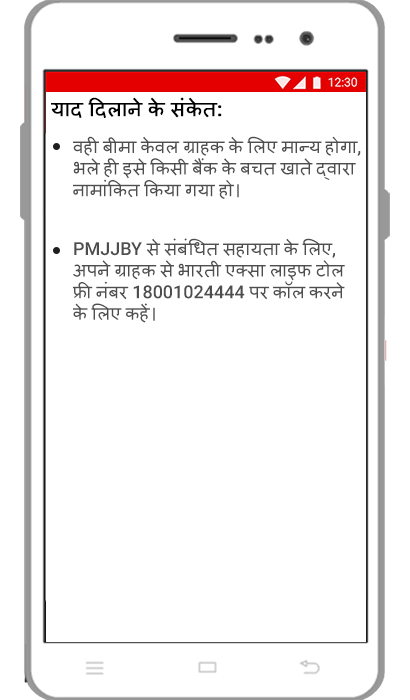 12:30
याद दिलाने के संकेत:
• वही बीमा केवल ग्राहक के लिए मान्य होगा,
भले ही इसे किसी बैंक के बचत खाते द्वारा
नामांकित किया गया हो।
• PMJJBY से संबंधित सहायता के लिए,
अपने ग्राहक से भारती एक्सा लाइफ टोल
फ्री नंबर 18001024444 पर कॉल करने
के लिए कहें।